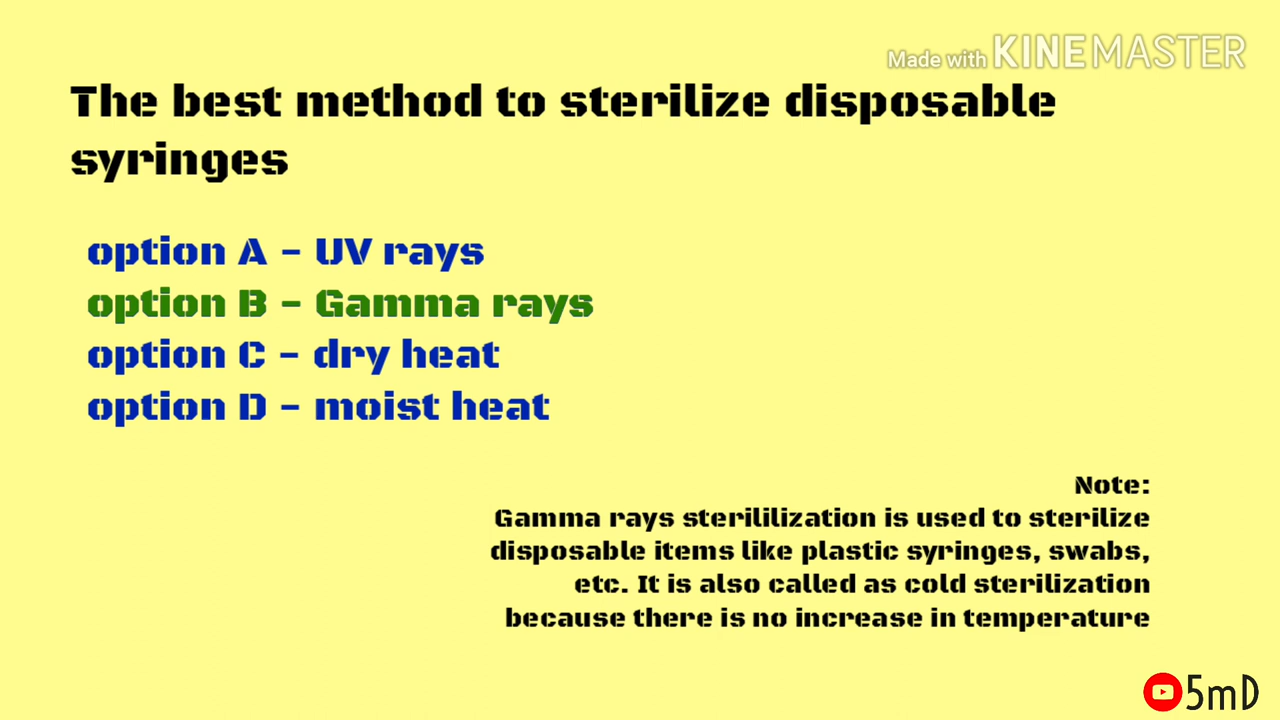 Made with KINEMASTER
The best method to sterilize disposable
syringes
option A - UV rays
option B - Gamma rays
option C - dry heat
option D - moist heat
Note:
Gamma rays sterililization is used to sterilize
disposable items like plastic syringes, swabs,
etc. It is also called as cold sterilization
because there is no increase in temperature
5mD